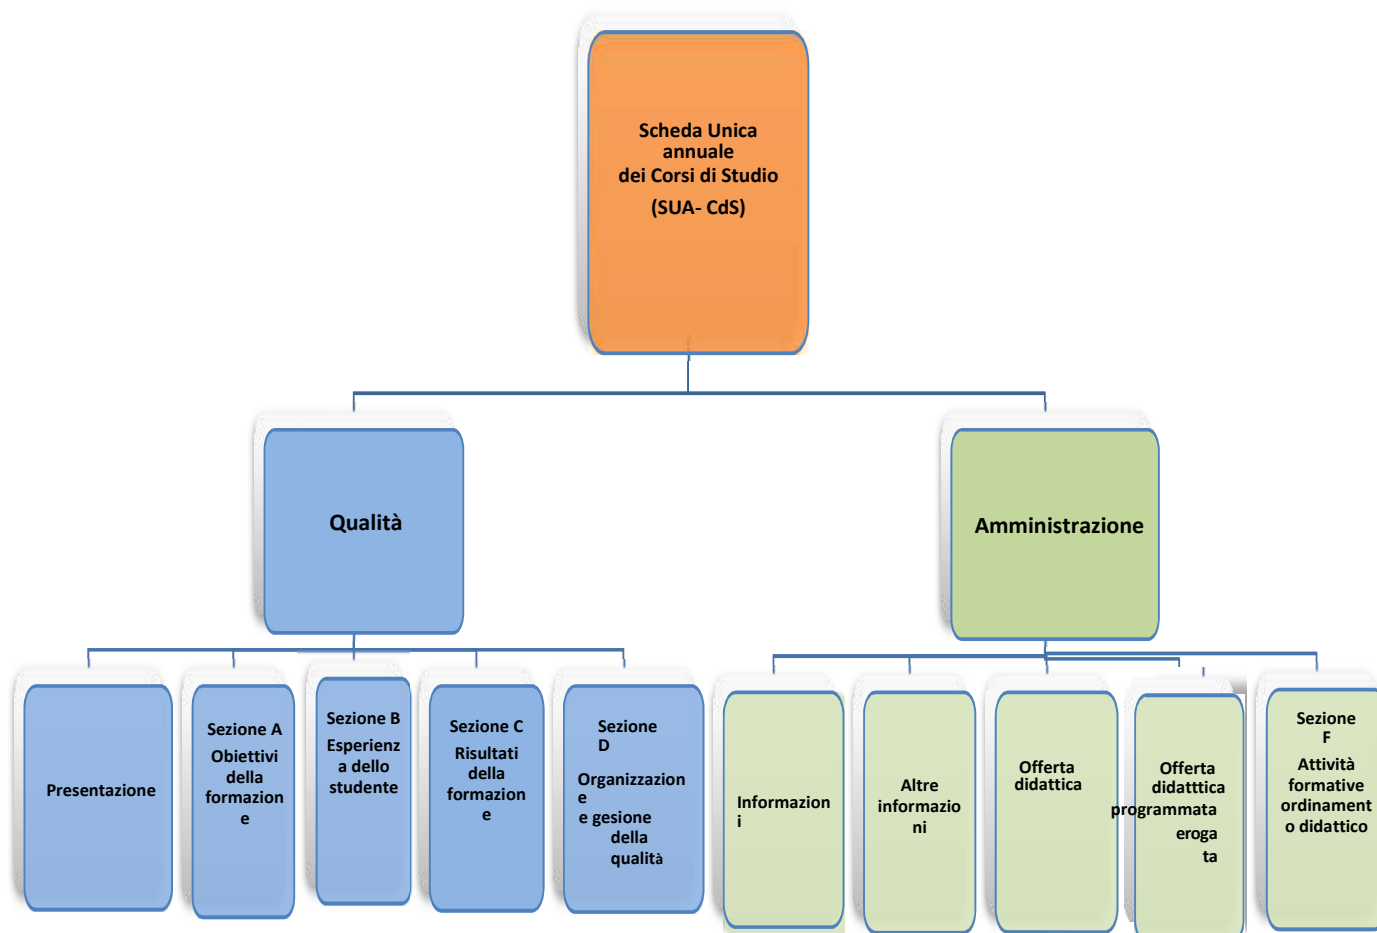 Scheda Unica
annuale
dei Corsi di Studio
(SUA- CdS)
Qualità
Amministrazione
Presentazione
Sezione A
Obiettivi
della
formazion
e
Sezione B
Esperienz
a dello
studente
Sezione C
Risultati
della
formazion
e
Sezione
D
Organizzazion
e
e gesione
della
qualità
Informazion
i
Altre
informazio
ni
Offerta
didattica
Offerta
didatttica
programmata
eroga
ta
Sezione
F
Attività
formative
ordinament
o didattico